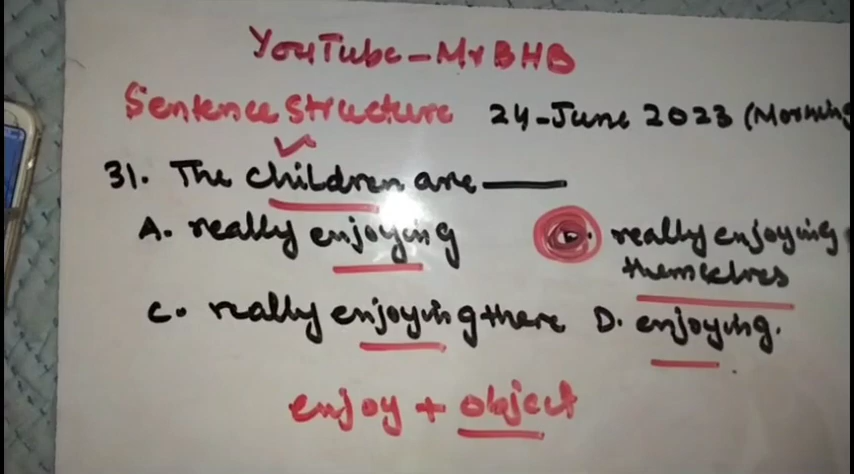 YouTube-Mr BHB
Sentence Structure 24-June 2023 (Morning
31. The children are ___
A. really enjoying B. really enjoying
themselves
C. really enjoying there D. enjoying.
enjoy + object